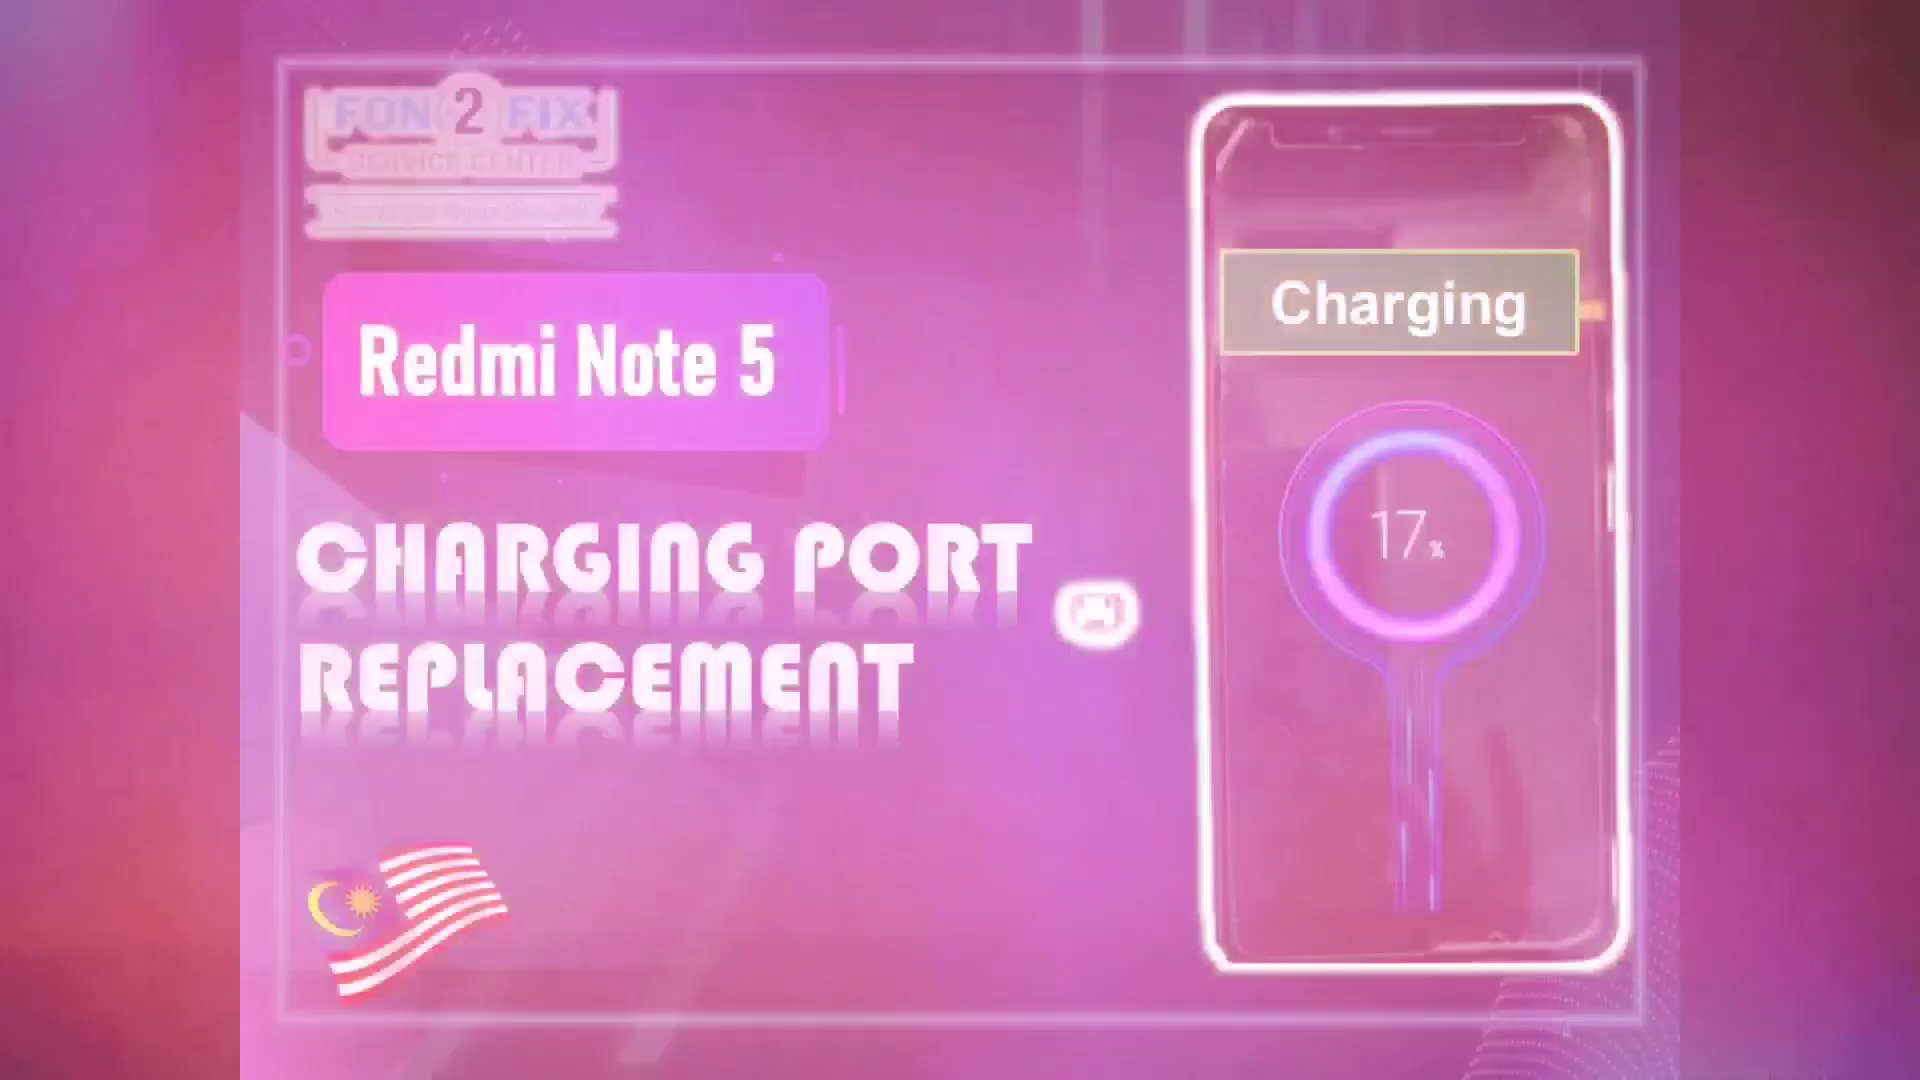 FON 2 FIX
SERVICE CENTER
Redmi Note 5
CHARGING PORT
REPLACEMENT
Charging
17%